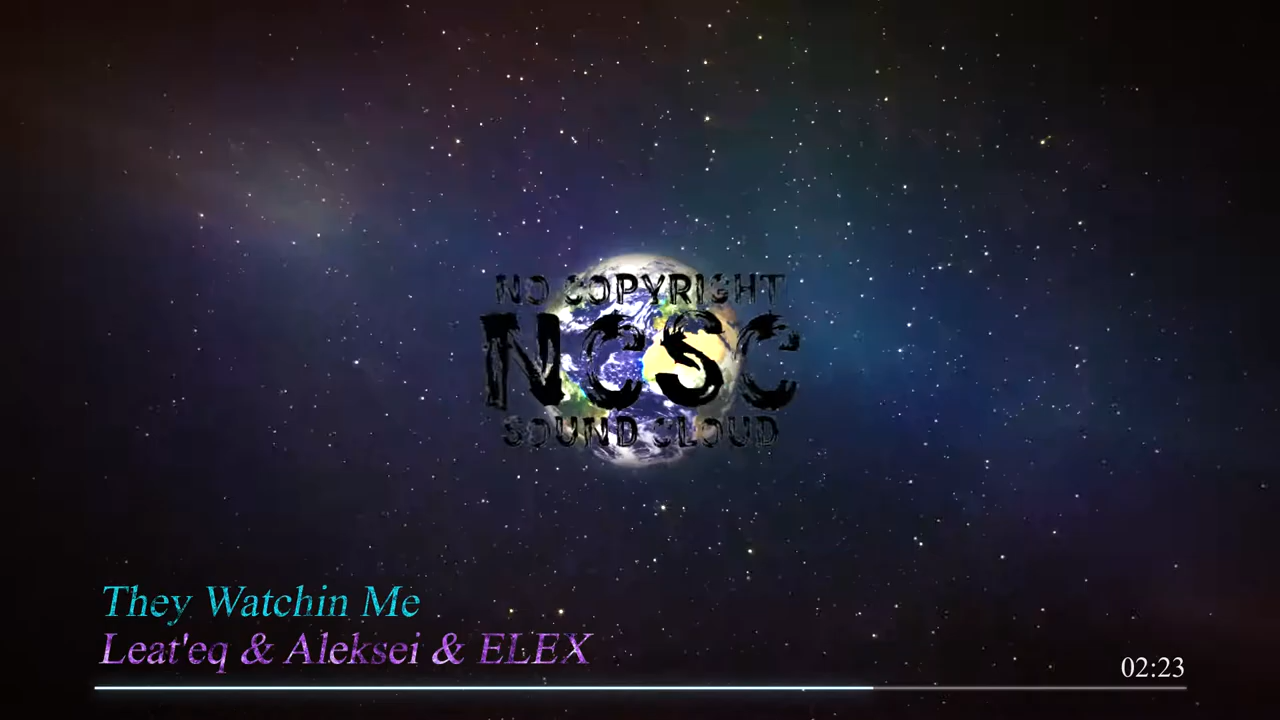 NO COPYRIGHT
NCSC
SOUND CLOUD
They Watchin Me
Leat'eq & Aleksei & ELEX
02:23